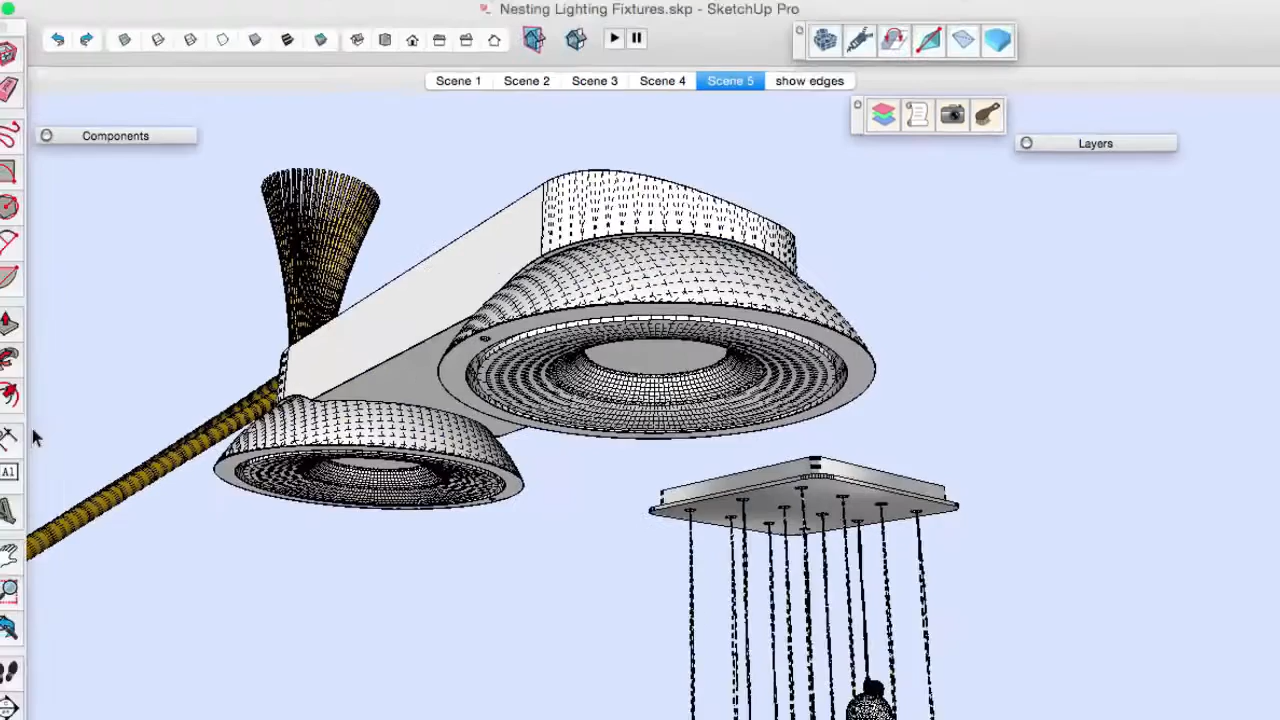 Nesting Lighting Fixtures.skp - SketchUp Pro
Scene 1 Scene 2 Scene 3 Scene 4 Scene 5 show edges
Components
Layers
A1